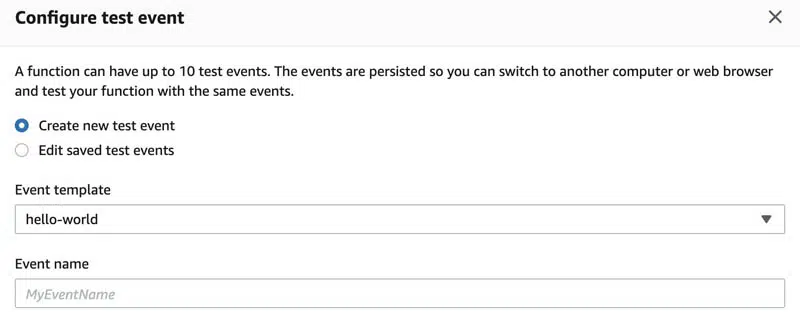 Configure test event
A function can have up to 10 test events. The events are persisted so you can switch to another computer or web browser
and test your function with the same events.
Create new test event
Edit saved test events
Event template
hello-world
Event name
MyEventName